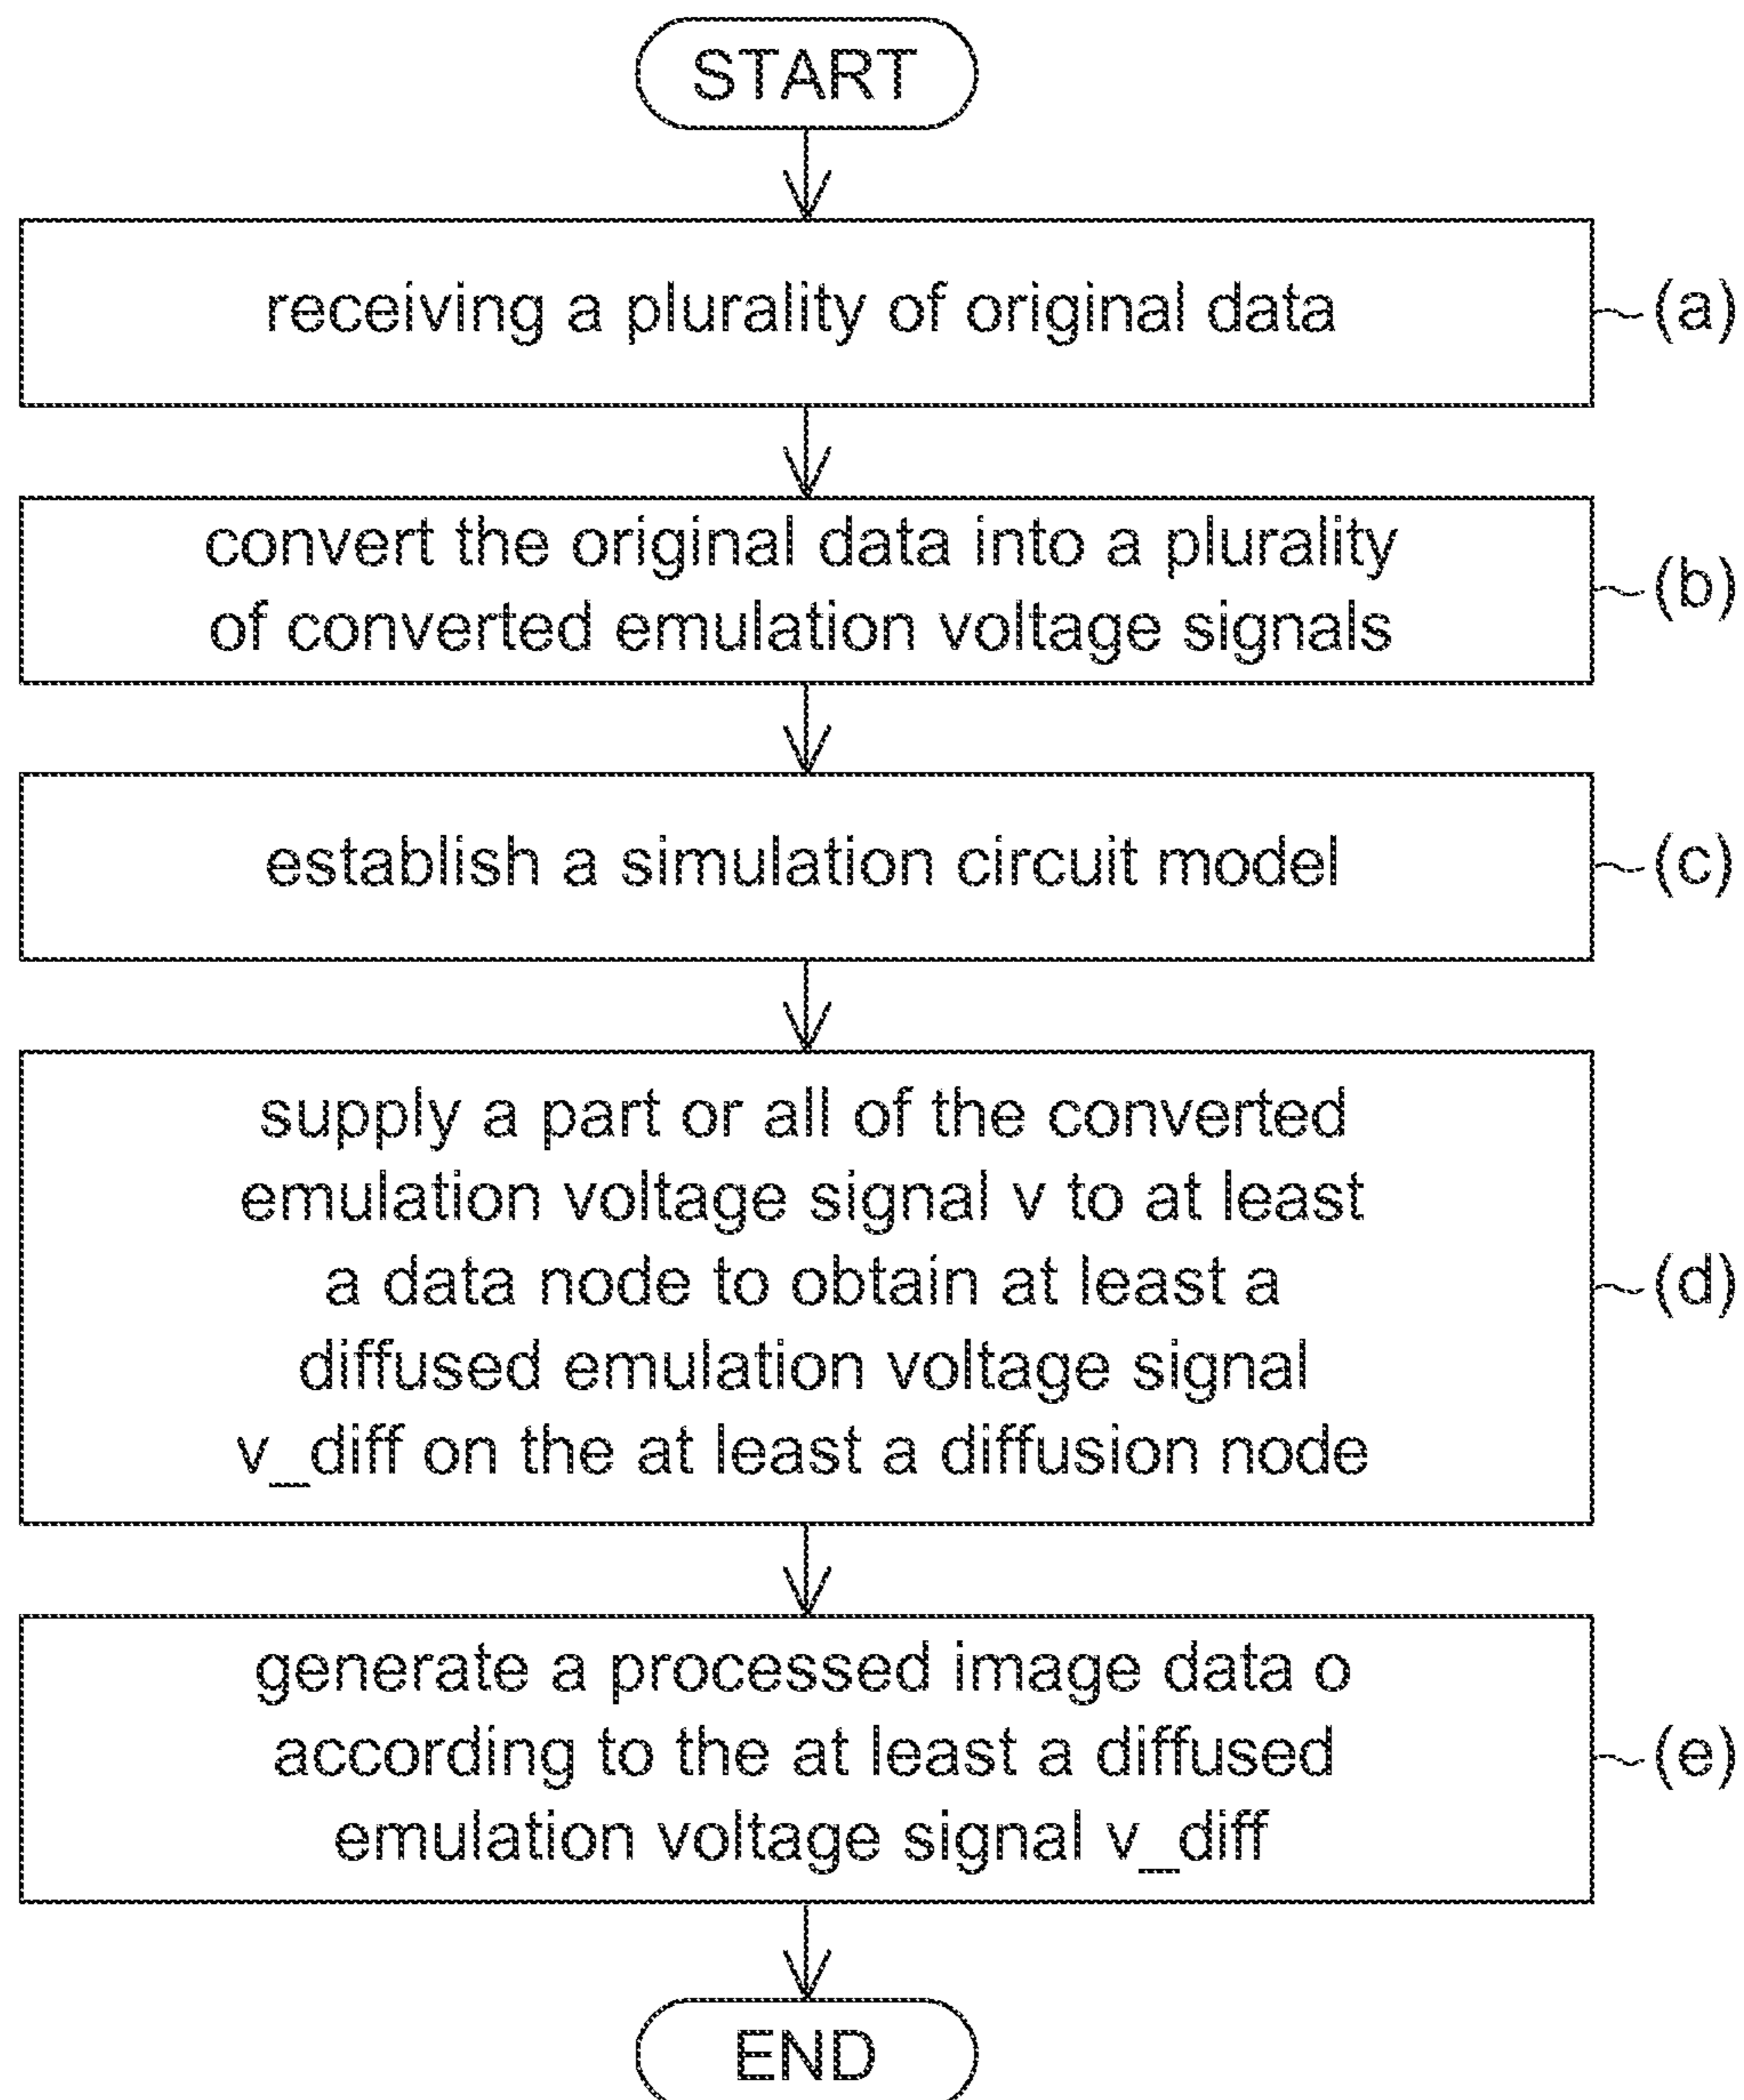 START
receiving a plurality of original data
(a)
convert the original data into a plurality
of converted emulation voltage signals
(b)
establish a simulation circuit model
(c)
supply a part or all of the converted
emulation voltage signal v to at least
a data node to obtain at least a
diffused emulation voltage signal
v_diff on the at least a diffusion node
(d)
generate a processed image data o
according to the at least a diffused
emulation voltage signal v_diff
(e)
END